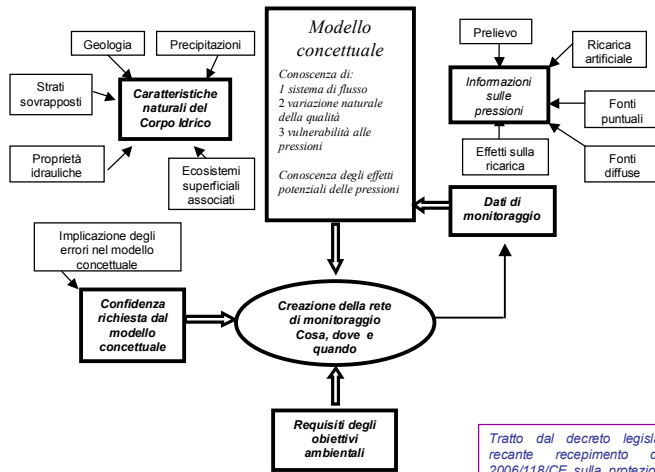 Geologia
Precipitazioni
Strati
sovrapposti
Caratteristiche
naturali del
Corpo Idrico
Proprietà
idrauliche
Ecosistemi
superficiali
associati
Modello
concettuale
Conoscenza di:
1 sistema di flusso
2 variazione naturale
della qualità
3 vulnerabilità alle
pressioni
Conoscenza degli effetti
potenziali delle pressioni
Prelievo
Ricarica
artificiale
Informazioni
sulle
pressioni
Fonti
puntuali
Effetti sulla
ricarica
Fonti
diffuse
Dati di
monitoraggio
Implicazione degli
errori nel modello
concettuale
Confidenza
richiesta dal
modello
concettuale
Creazione della rete
di monitoraggio
Cosa, dove e
quando
Requisiti degli
obiettivi
ambientali
Tratto dal decreto legisla
recante recepimento d
2006/118/CE sulla protezio